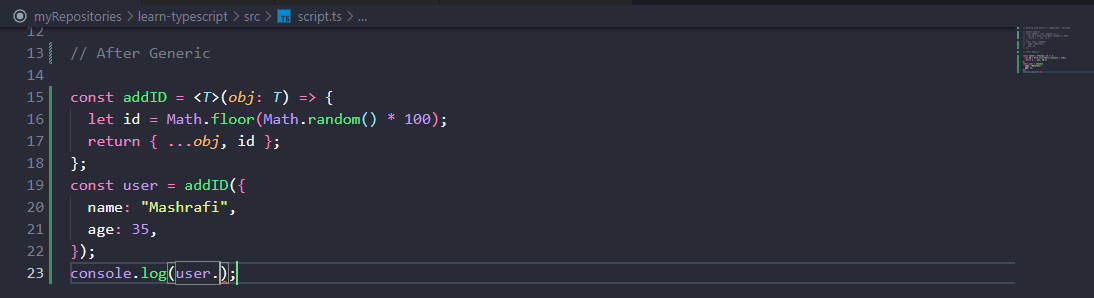 myRepositories > learn-typescript > src > TS script.ts > ...
12
13 // After Generic
14
15 const addID = <T>(obj: T) => {
16 let id = Math.floor(Math.random() * 100);
17 return { ...obj, id };
18 };
19 const user = addID({
20 name: "Mashrafi",
21 age: 35,
22 });
23 console.log(user.);